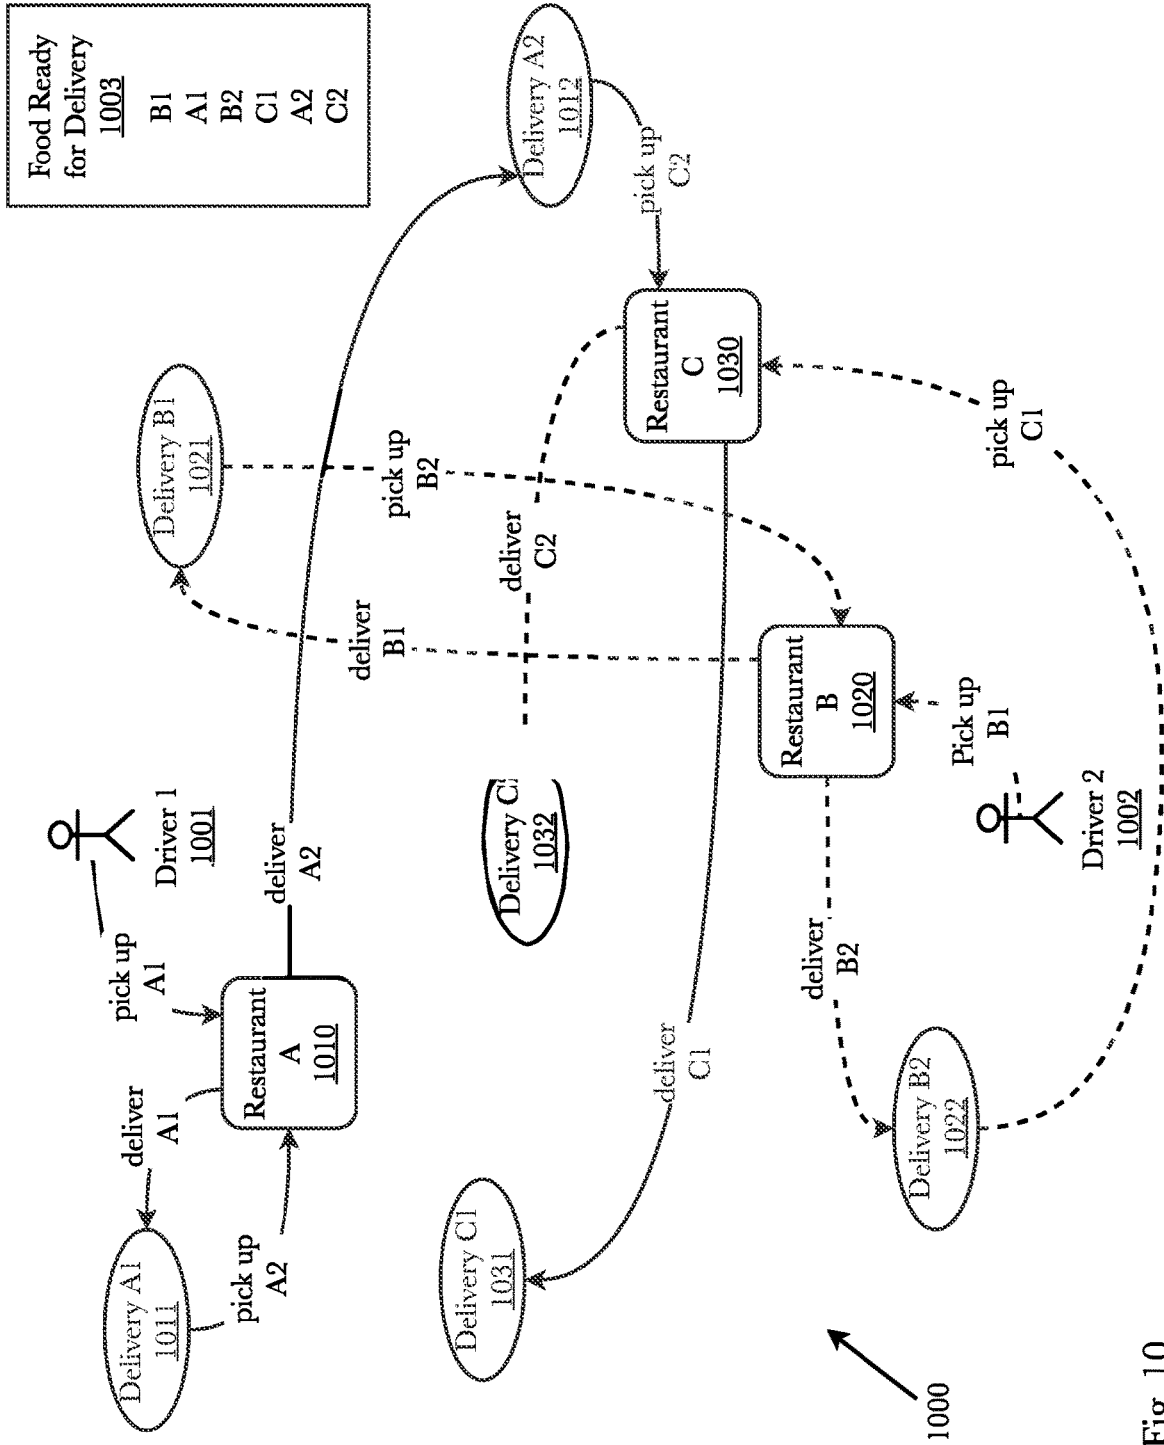 Food Ready
for Delivery
1003
B1
A1
B2
C1
A2
C2
Driver 1
1001
pick up
A1
Restaurant
A
1010
deliver
A1
Delivery A1
1011
pick up
A2
deliver
A2
Delivery A2
1012
pick up
C2
Delivery B1
1021
pick up
B2
deliver
B1
deliver
C2
Restaurant
C
1030
Delivery C
1032
Restaurant
B
1020
Pick up
B1
Driver 2
1002
deliver
B2
Delivery B2
1022
pick up
C1
deliver
C1
Delivery C1
1031
1000
Fig. 10